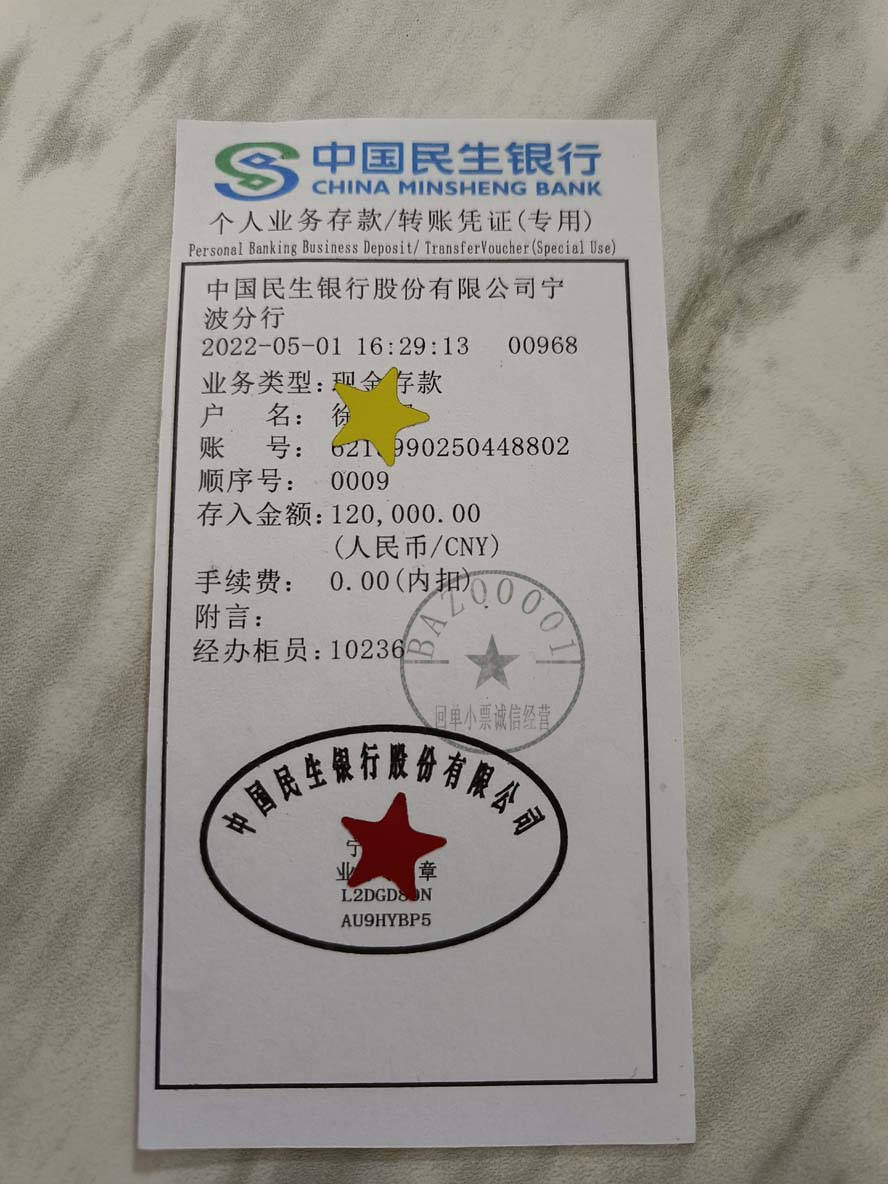 中国民生银行
CHINA MINSHENG BANK
个人业务存款/转账凭证(专用)
Personal Banking Business Deposit/ TransferVoucher(Special Use)
中国民生银行股份有限公司宁
波分行
2022-05-01 16:29:13 00968
业务类型:现金存款
户 名: 徐
账 号: 621 990250448802
顺序号: 0009
存入金额:120,000.00
(人民币/CNY)
手续费: 0.00(内扣)
附言:
经办柜员:10236
BAZ000001
回单小票诚信经营
中国民生银行股份有限公司
宁
业 章
L2DGD8 N
AU9HYBP5